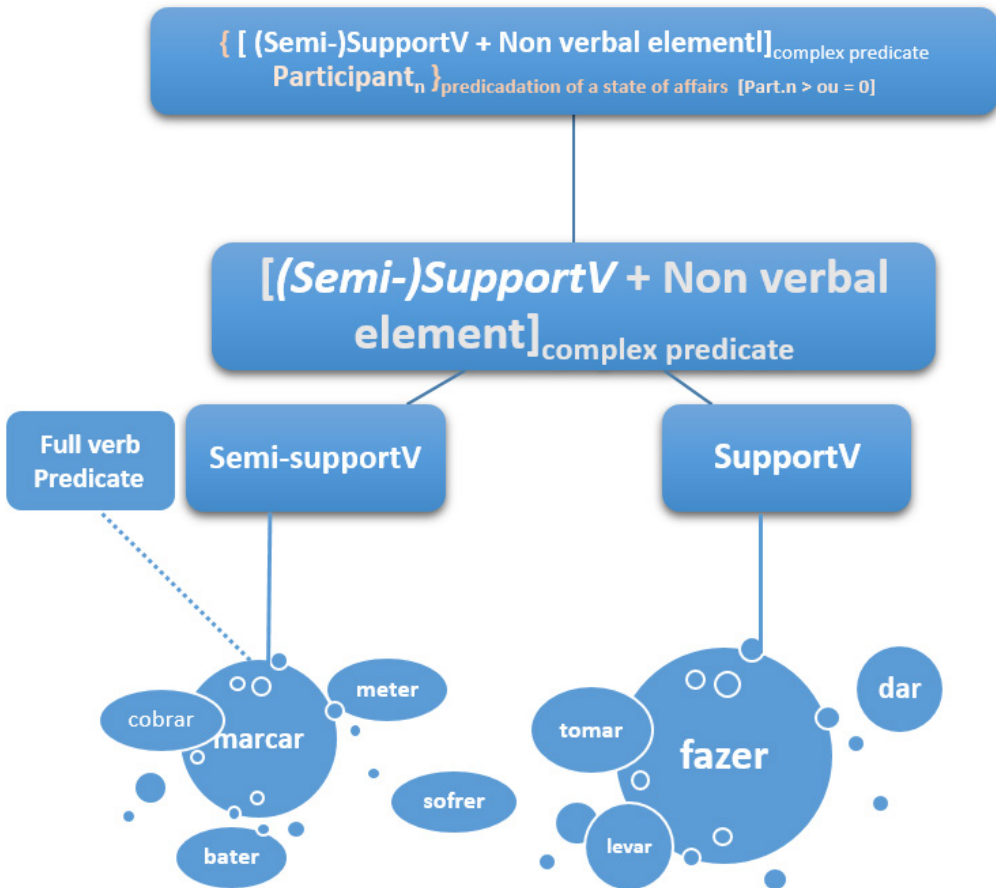 { [ (Semi-)SupportV + Non verbal elementl]complex predicate
Participantn }predicadation of a state of affairs [Part.n > ou = 0]
[(Semi-)SupportV + Non verbal
element]complex predicate
Full verb
Predicate
Semi-supportV
SupportV
cobrar
marcar
meter
sofrer
bater
tomar
fazer
dar
levar